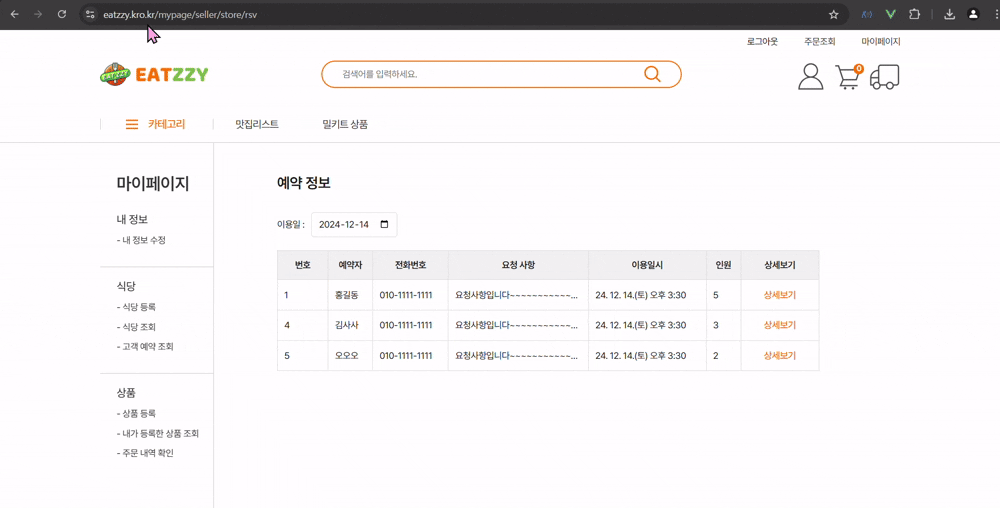 eatzzy.kro.kr/mypage/seller/store/rsv
로그아웃 주문조회 마이페이지
EATZZY
EATZZY 검색어를 입력하세요. 0
카테고리 맛집리스트 밀키트 상품
마이페이지
내 정보
- 내 정보 수정
식당
- 식당 등록
- 식당 조회
- 고객 예약 조회
상품
- 상품 등록
- 내가 등록한 상품 조회
- 주문 내역 확인
예약 정보
이용일 : 2024-12-14
번호 예약자 전화번호 요청 사항 이용일시 인원 상세보기
1 홍길동 010-1111-1111 요청사항입니다~~~~~~~~~~~... 24. 12. 14.(토) 오후 3:30 5 상세보기
4 김사사 010-1111-1111 요청사항입니다~~~~~~~~~~~... 24. 12. 14.(토) 오후 3:30 3 상세보기
5 오오오 010-1111-1111 요청사항입니다~~~~~~~~~~~... 24. 12. 14.(토) 오후 3:30 2 상세보기